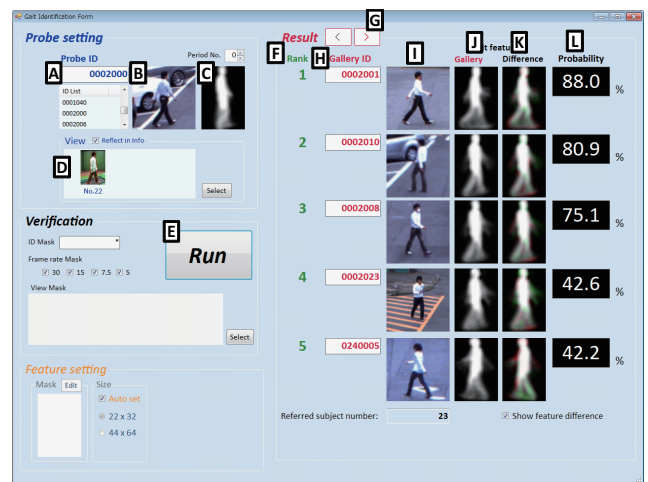 Gait Identification Form
Probe setting
Probe ID
Period No. 0
A 0002000 B C
ID List
0001040
0002000
0002006
View Reflect in info
D
No.22
Select
Verification
ID Mask *
Frame rate Mask
30 15 7.5 5
View Mask
Select
E
Run
Feature setting
Mask Edit
Size
Auto set
22 x 32
44 x 64
Result < > G
F H I J K L
Rank Gallery ID
Gallery Difference Probability
1 0002001 88.0 %
2 0002010 80.9 %
3 0002008 75.1 %
4 0002023 42.6 %
5 0240005 42.2 %
Referred subject number: 23
Show feature difference